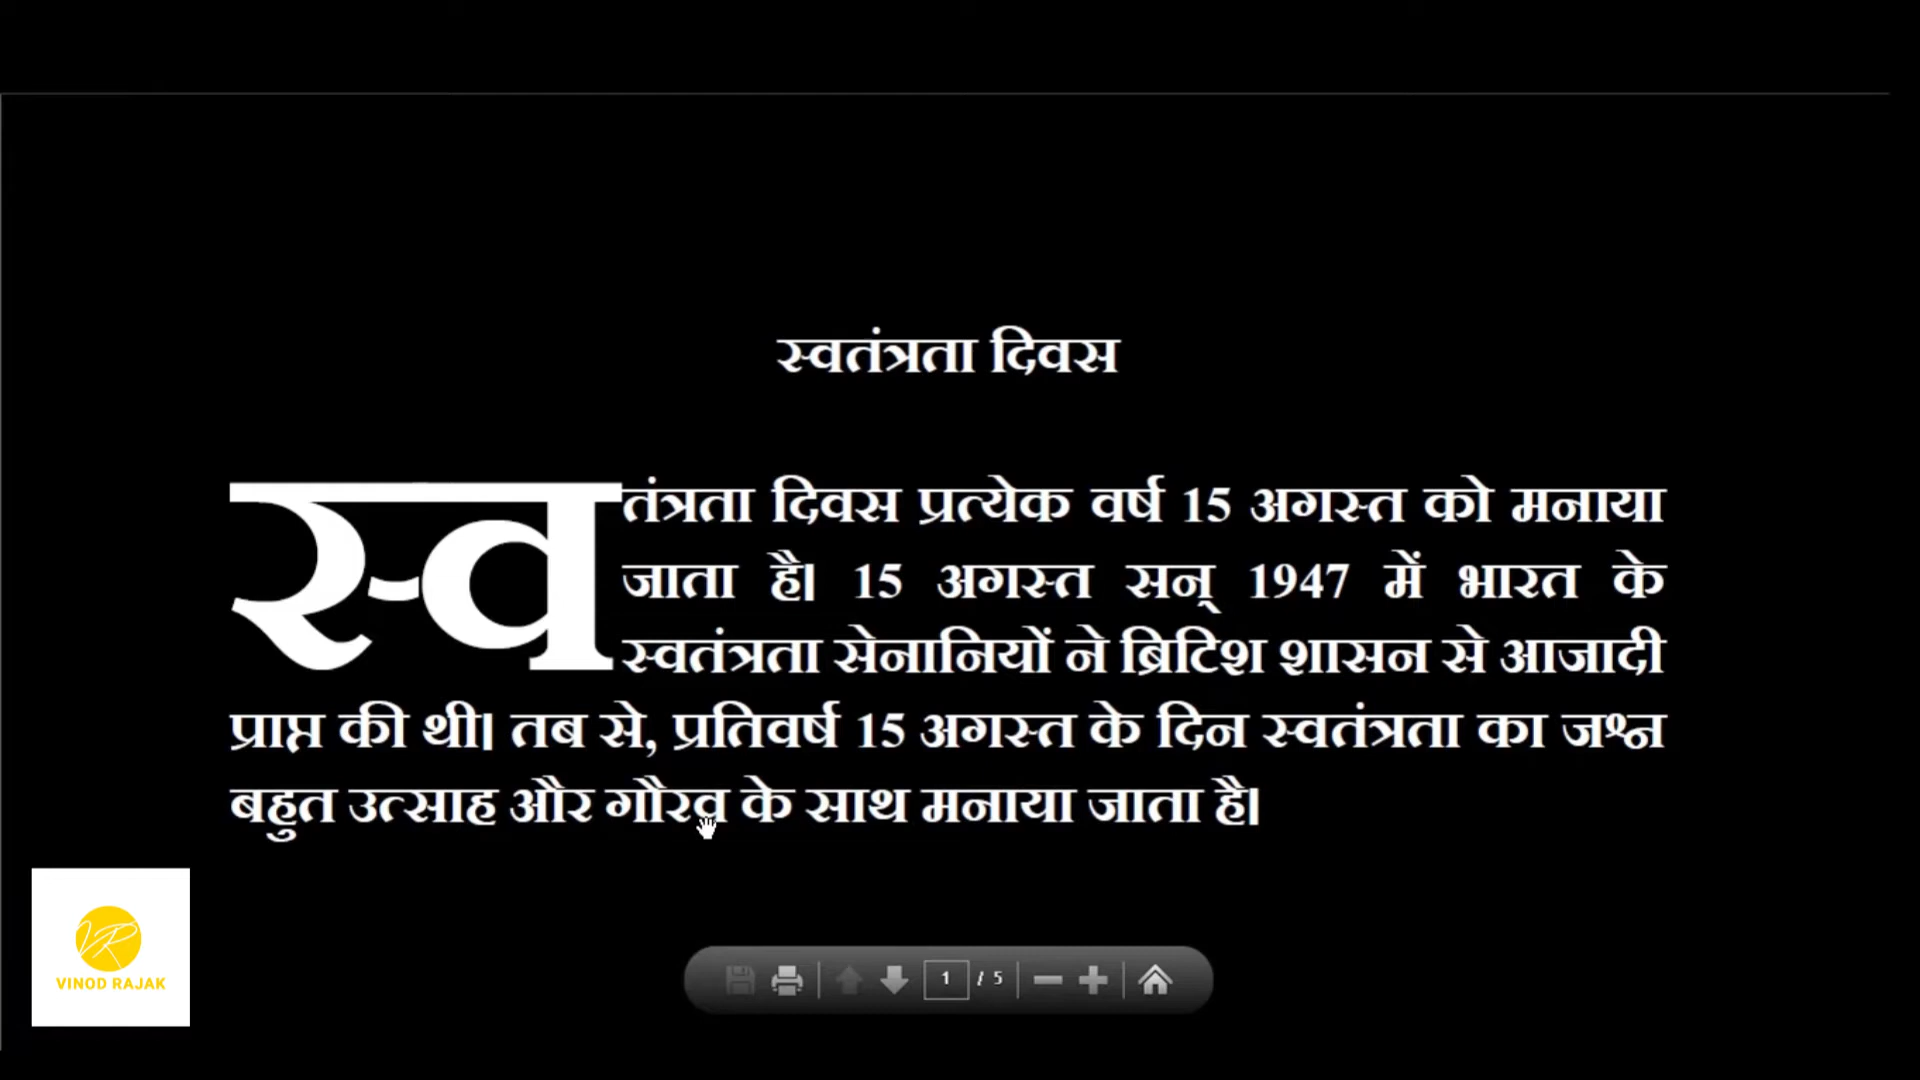 स्वतंत्रता दिवस
स्वतंत्रता दिवस प्रत्येक वर्ष 15 अगस्त को मनाया
जाता है। 15 अगस्त सन् 1947 में भारत के
स्वतंत्रता सेनानियों ने ब्रिटिश शासन से आजादी
प्राप्त की थी। तब से, प्रतिवर्ष 15 अगस्त के दिन स्वतंत्रता का जश्न
बहुत उत्साह और गौरव के साथ मनाया जाता है।
VR
VINOD RAJAK
1 / 5